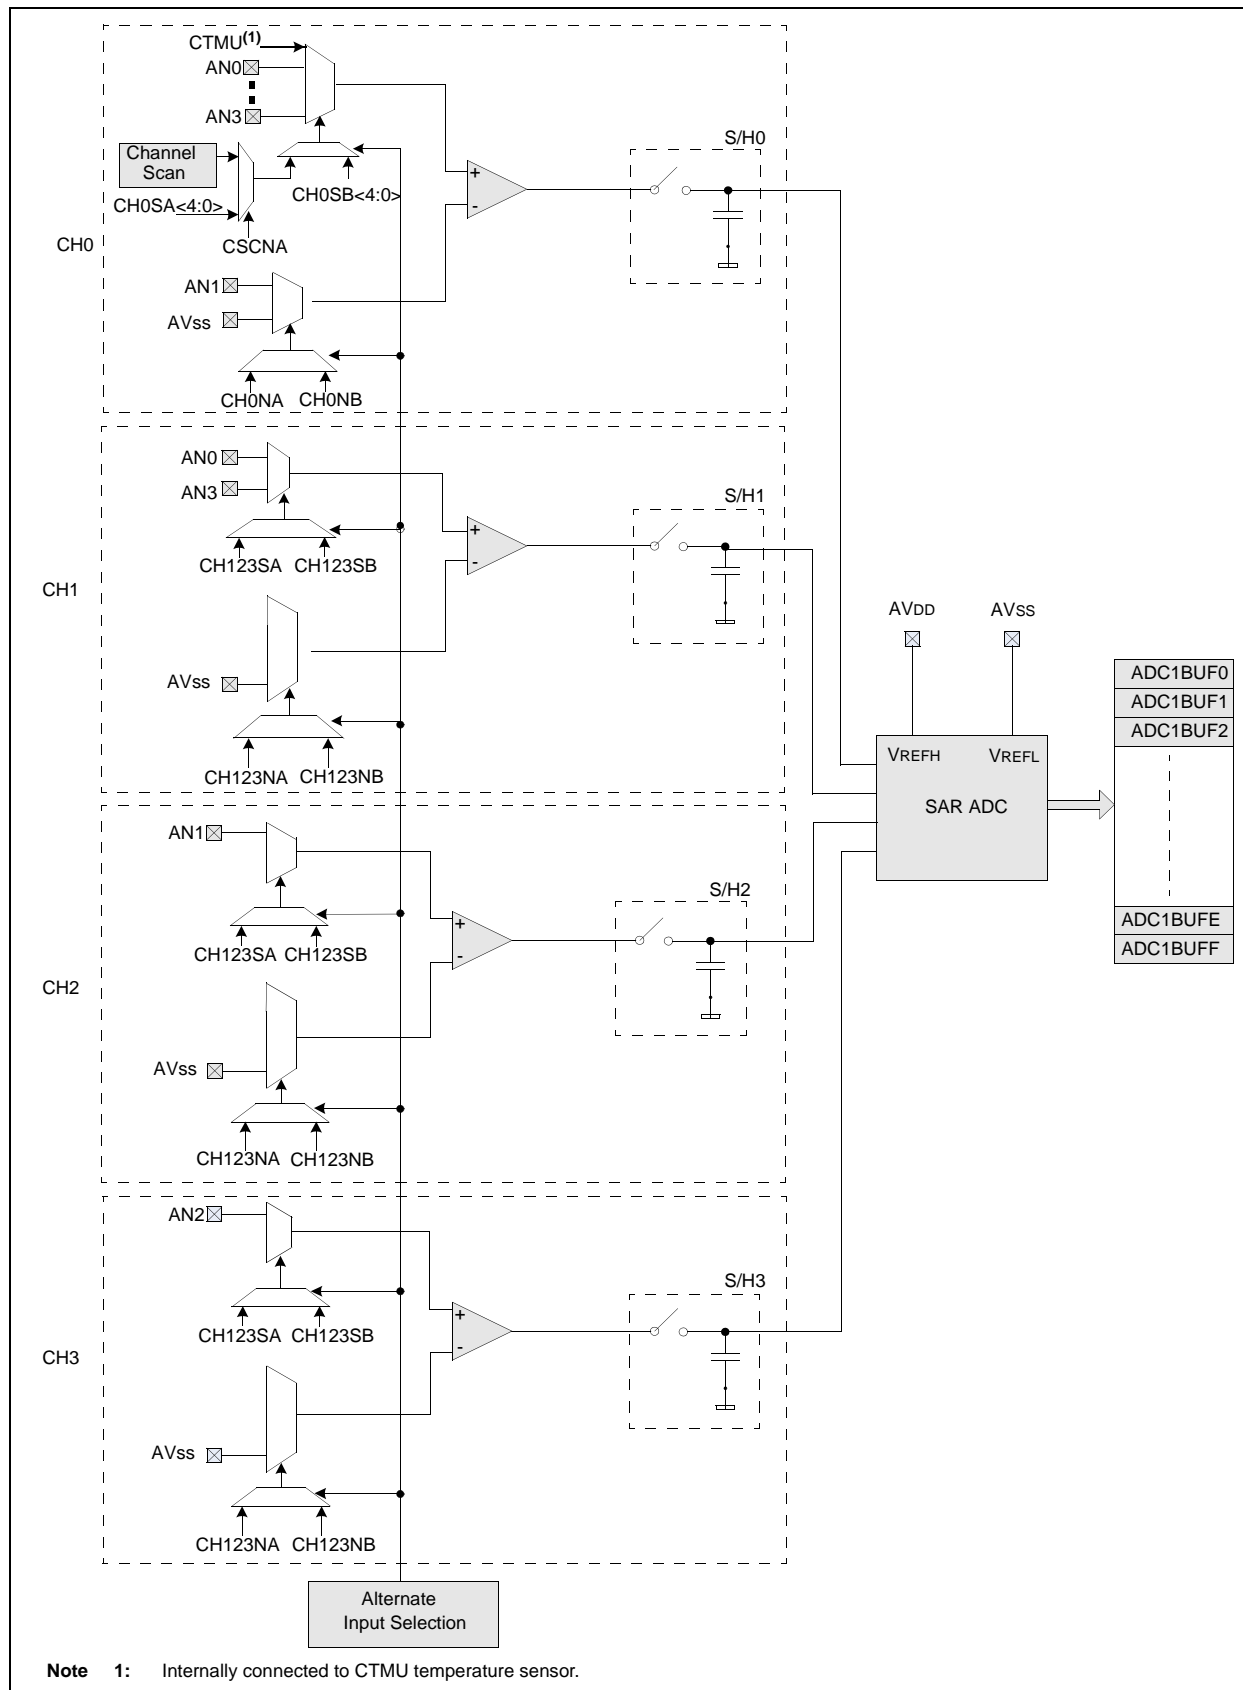 CTMU(1)
AN0
AN3
Channel
Scan
CH0SA<4:0>
CH0SB<4:0>
CSCNA
CH0
AN1
AVss
CH0NA CH0NB
S/H0
+
-
AN0
AN3
CH123SA CH123SB
CH1
AVss
CH123NA CH123NB
S/H1
+
-
AN1
CH123SA CH123SB
CH2
AVss
CH123NA CH123NB
S/H2
+
-
AN2
CH123SA CH123SB
CH3
AVss
CH123NA CH123NB
S/H3
+
-
AVDD AVSS
VREFH VREFL
SAR ADC
ADC1BUF0
ADC1BUF1
ADC1BUF2
ADC1BUFE
ADC1BUFF
Alternate
Input Selection
Note 1: Internally connected to CTMU temperature sensor.